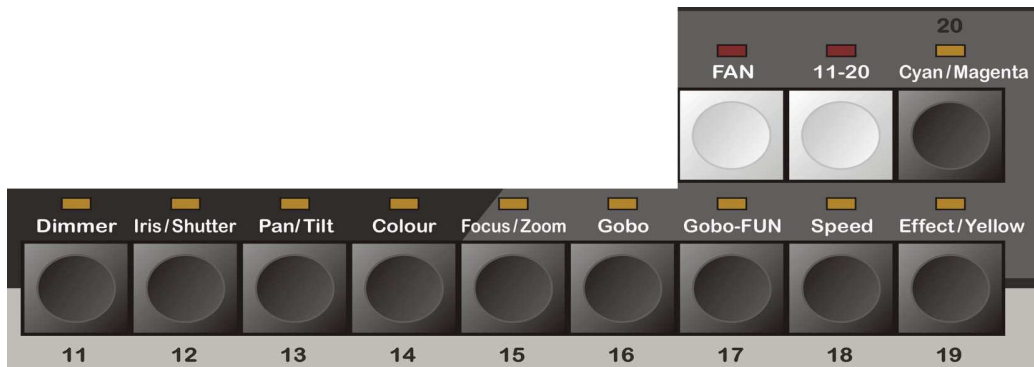 20
FAN 11-20 Cyan/Magenta
Dimmer Iris/Shutter Pan/Tilt Colour Focus/Zoom Gobo Gobo-FUN Speed Effect/Yellow
11 12 13 14 15 16 17 18 19